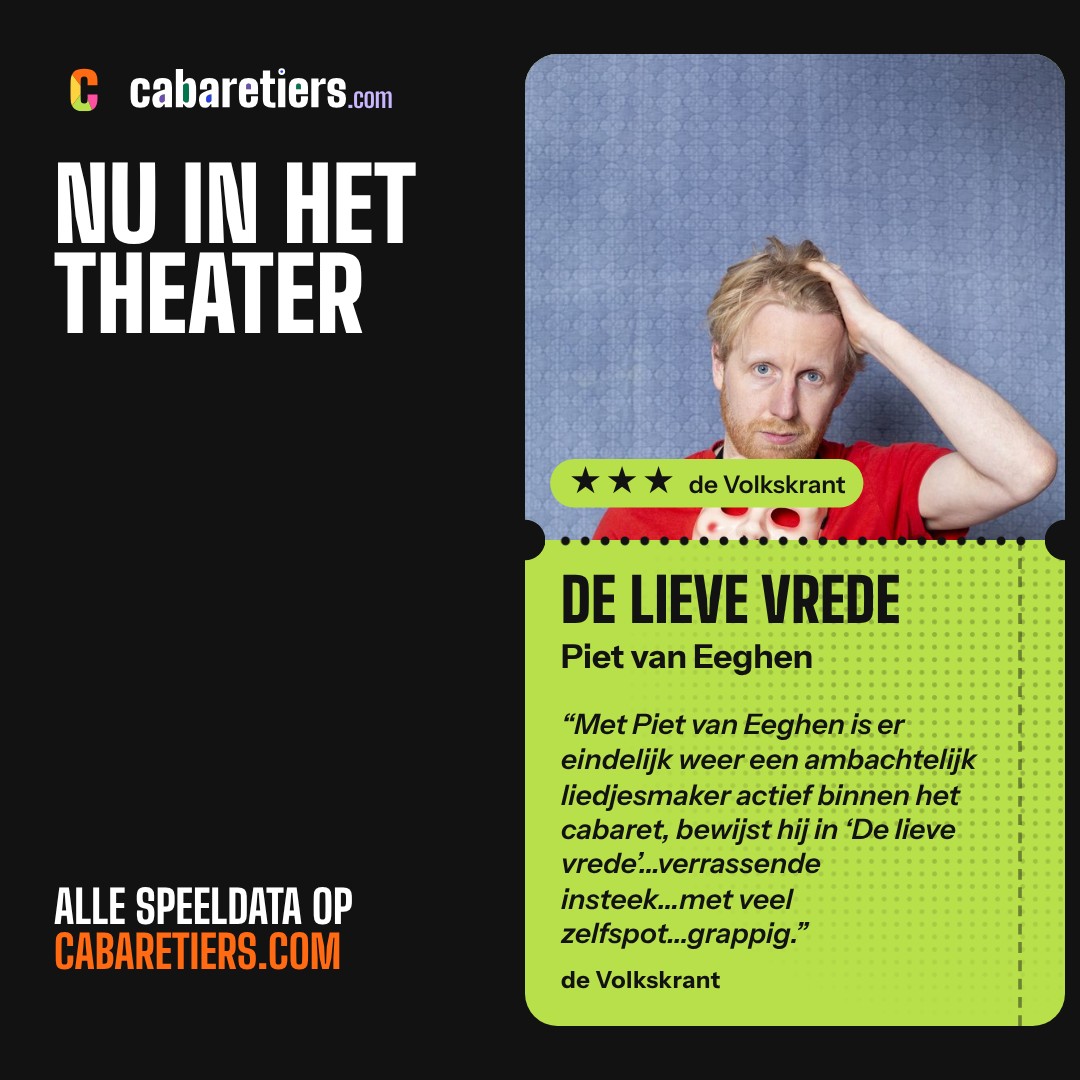 cabaretiers.com
NU IN HET
THEATER
★★★ de Volkskrant
DE LIEVE VREDE
Piet van Eeghen
“Met Piet van Eeghen is er
eindelijk weer een ambachtelijk
liedjesmaker actief binnen het
cabaret, bewijst hij in ‘De lieve
vrede’...verrassende
insteek...met veel
zelfspot...grappig.”
de Volkskrant
ALLE SPEELDATA OP
CABARETIERS.COM